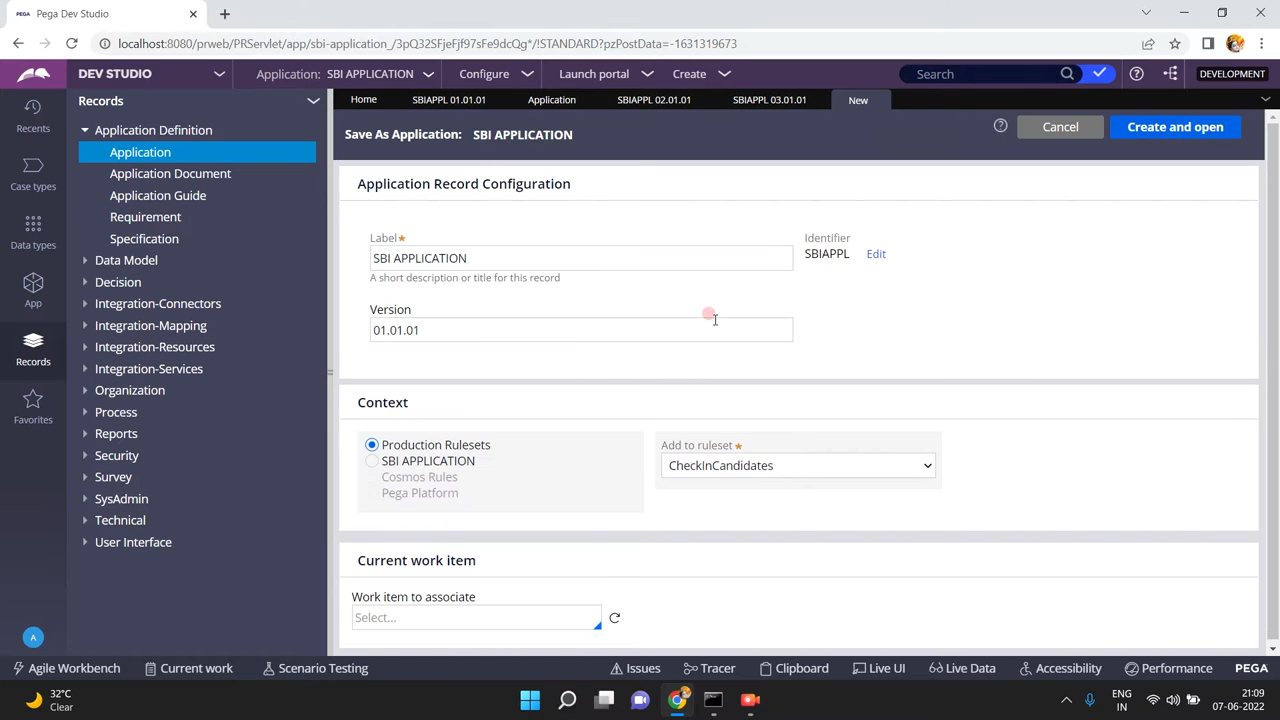 PEGA Pega Dev Studio
localhost:8080/prweb/PRServlet/app/sbi-application_/3pQ32SFjeFjf97sFe9dQg*/STANDARD?pzPostData=-1631319673
DEV STUDIO
Application: SBI APPLICATION
Configure
Launch portal
Create
Search
DEVELOPMENT
Recents
Case types
Data types
App
Records
Favorites
A
Records
Application Definition
Application
Application Document
Application Guide
Requirement
Specification
Data Model
Decision
Integration-Connectors
Integration-Mapping
Integration-Resources
Integration-Services
Organization
Process
Reports
Security
Survey
SysAdmin
Technical
User Interface
Home
SBIAPPL 01.01.01
Application
SBIAPPL 02.01.01
SBIAPPL 03.01.01
New
Save As Application: SBI APPLICATION
Cancel
Create and open
Application Record Configuration
Label★
SBI APPLICATION
A short description or title for this record
Identifier
SBIAPPL Edit
Version
01.01.01
Context
Production Rulesets
SBI APPLICATION
Cosmos Rules
Pega Platform
Add to ruleset ★
CheckInCandidates
Current work item
Work item to associate
Select...
Agile Workbench
Current work
Scenario Testing
Issues
Tracer
Clipboard
Live UI
Live Data
Accessibility
Performance
PEGA
32°C
Clear
ENG
IN
21:09
07-06-2022